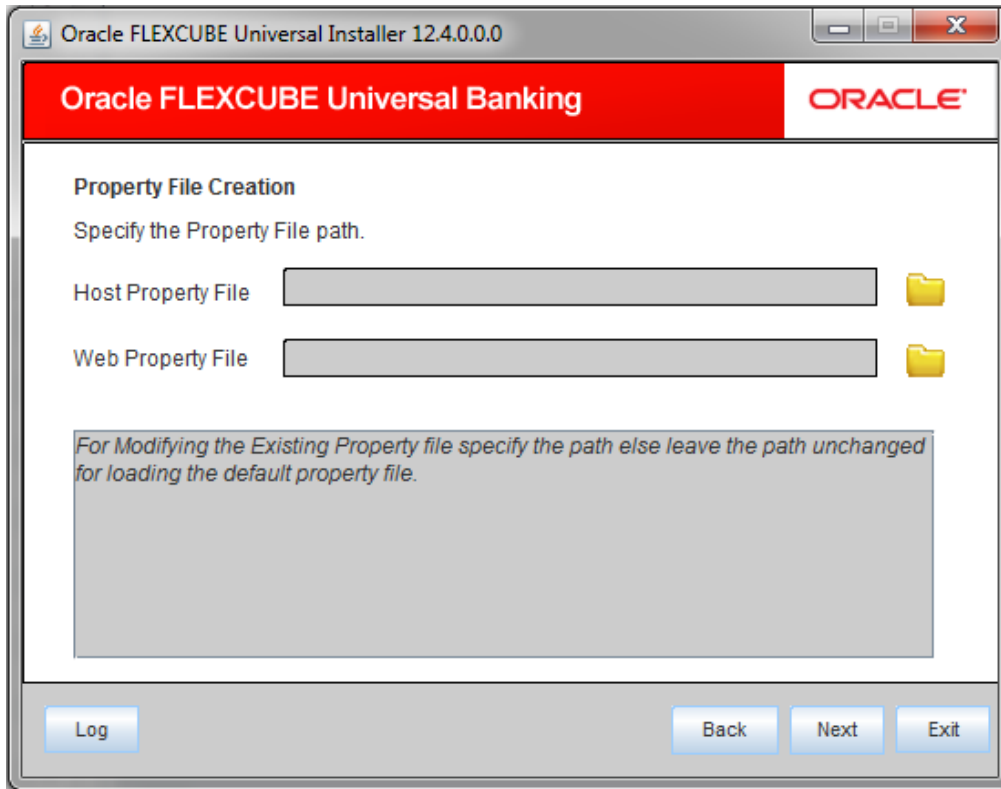 Oracle FLEXCUBE Universal Installer 12.4.0.0.0
Oracle FLEXCUBE Universal Banking
ORACLE
Property File Creation
Specify the Property File path.
Host Property File
Web Property File
For Modifying the Existing Property file specify the path else leave the path unchanged
for loading the default property file.
Log
Back
Next
Exit